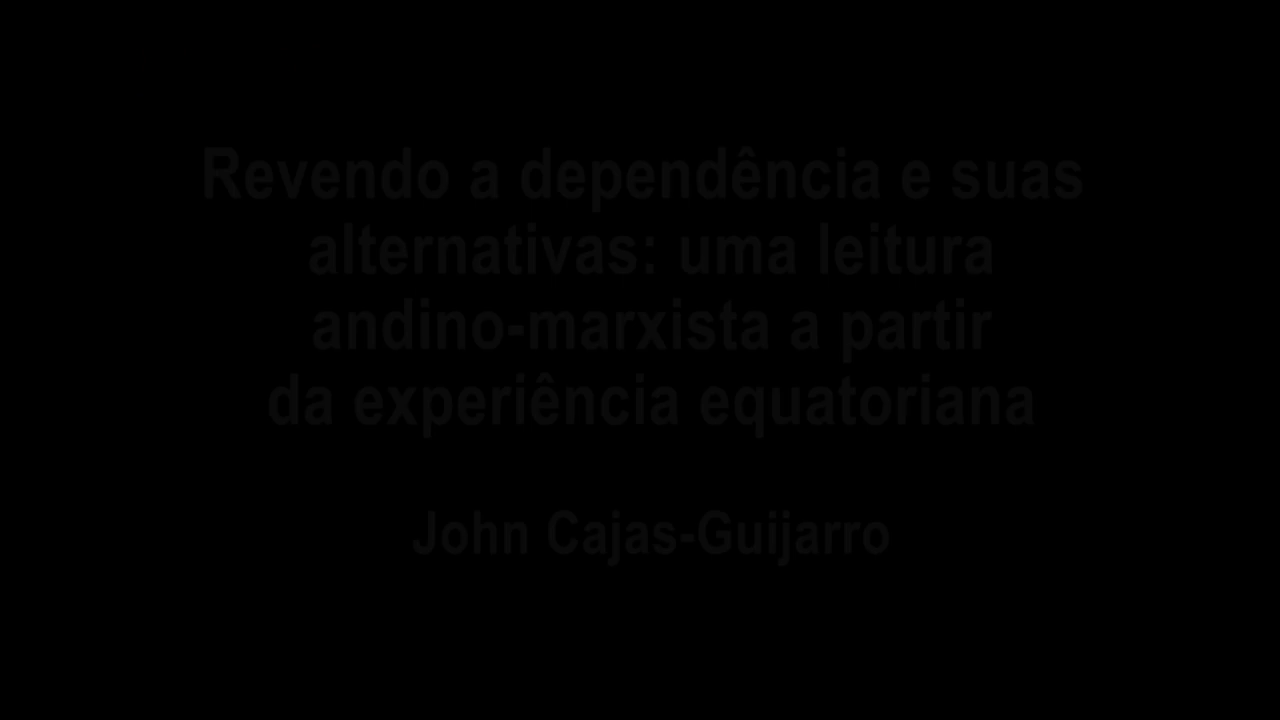 Revendo a dependência e suas
alternativas: uma leitura
andino-marxista a partir
da experiência equatoriana
John Cajas-Guijarro